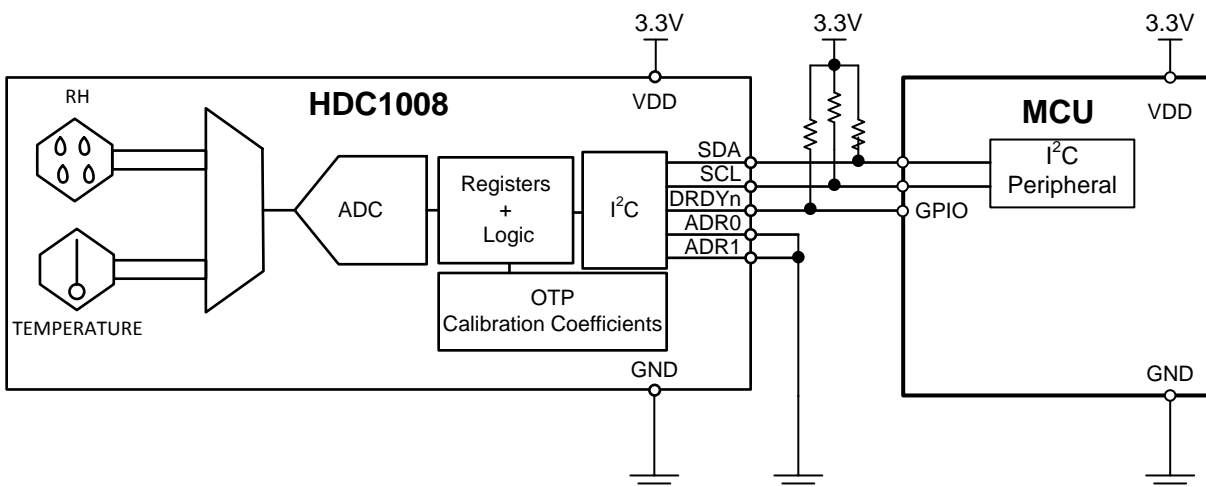 3.3V
3.3V
3.3V
HDC1008
VDD
RH
MCU
VDD
SDA
SCL
DRDYn
ADR0
ADR1
I²C
Peripheral
GPIO
ADC
Registers
+
Logic
I²C
OTP
Calibration Coefficients
TEMPERATURE
GND
GND